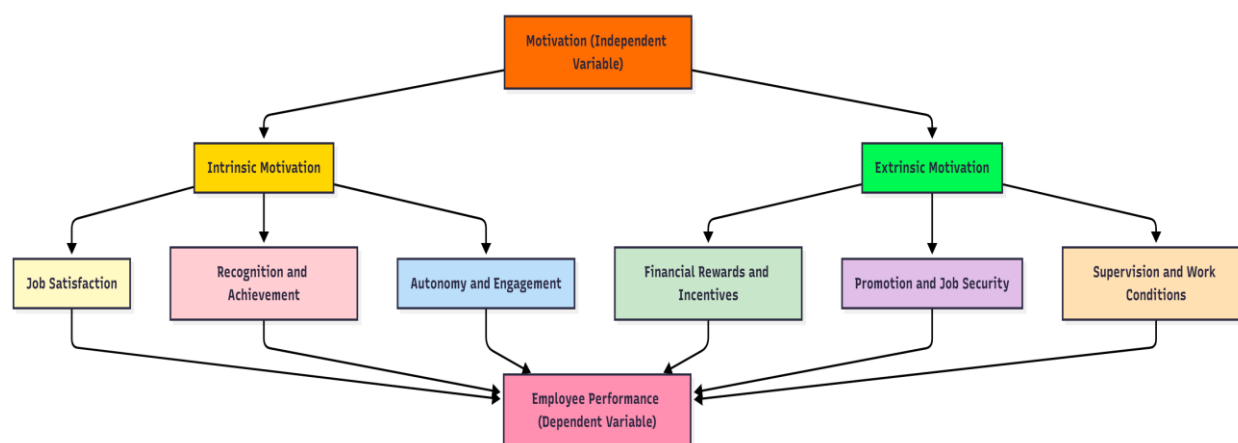 Motivation (Independent
Variable)
Intrinsic Motivation
Extrinsic Motivation
Job Satisfaction
Recognition and
Achievement
Autonomy and Engagement
Financial Rewards and
Incentives
Promotion and Job Security
Supervision and Work
Conditions
Employee Performance
(Dependent Variable)